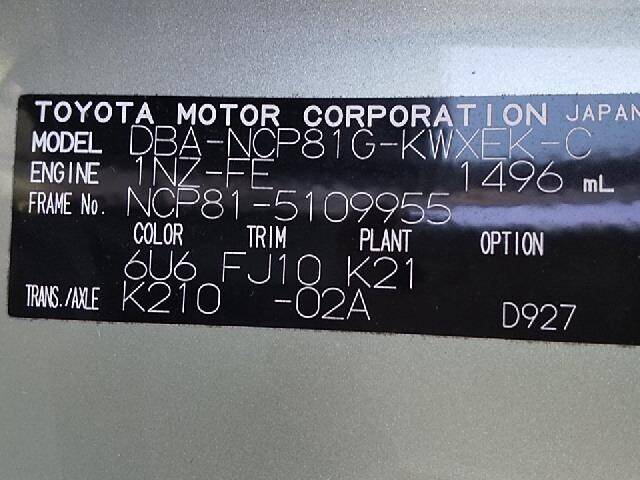 TOYOTA MOTOR CORPORATION JAPAN
MODEL DBA-NCP81G-KWXEK-C
ENGINE 1NZ-FE 1496 mL
FRAME No. NCP81-5109955
COLOR TRIM PLANT OPTION
6U6 FJ10 K21
TRANS./AXLE K210 -02A
D927